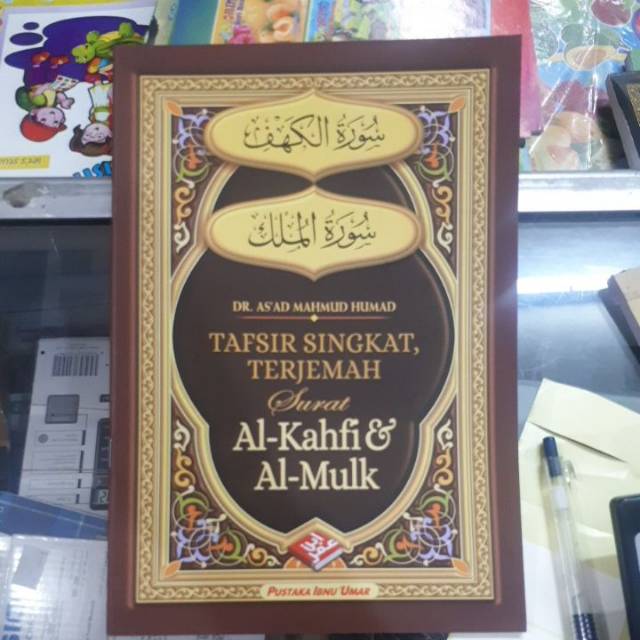 سُورَةُ الكَهْفِ
سُورَةُ المُلْكِ
DR. AS'AD MAHMUD HUMAD
TAFSIR SINGKAT,
TERJEMAH
Surat
Al-Kahfi &
Al-Mulk
PUSTAKA IBNU 'UMAR